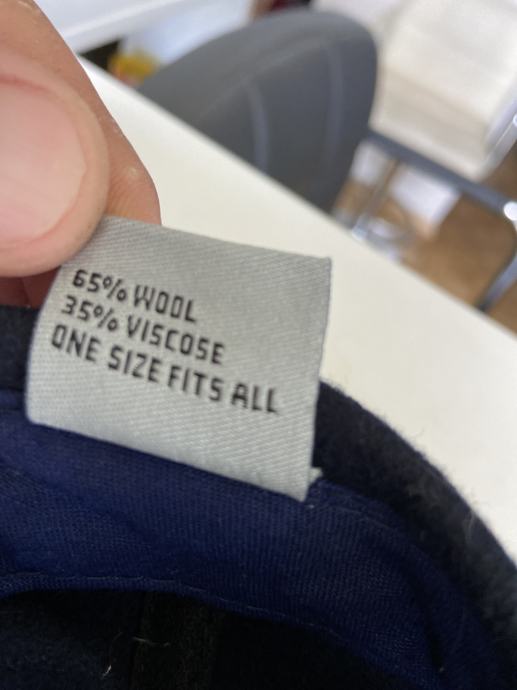 65% WOOL
35% VISCOSE
ONE SIZE FITS ALL